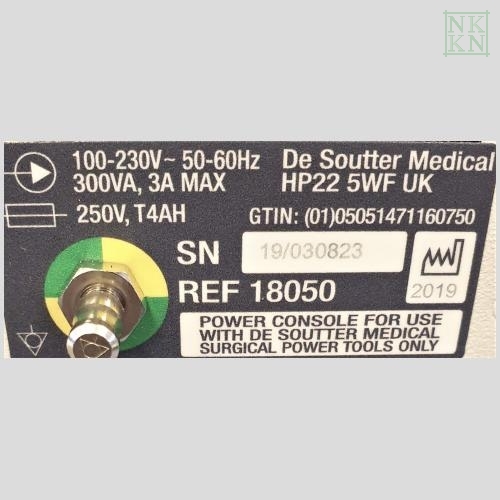 NK
KN
100-230V~ 50-60Hz
300VA, 3A MAX
De Soutter Medical
HP22 5WF UK
250V, T4AH
GTIN: (01)05051471160750
SN 19/030823
REF 18050
2019
POWER CONSOLE FOR USE
WITH DE SOUTTER MEDICAL
SURGICAL POWER TOOLS ONLY